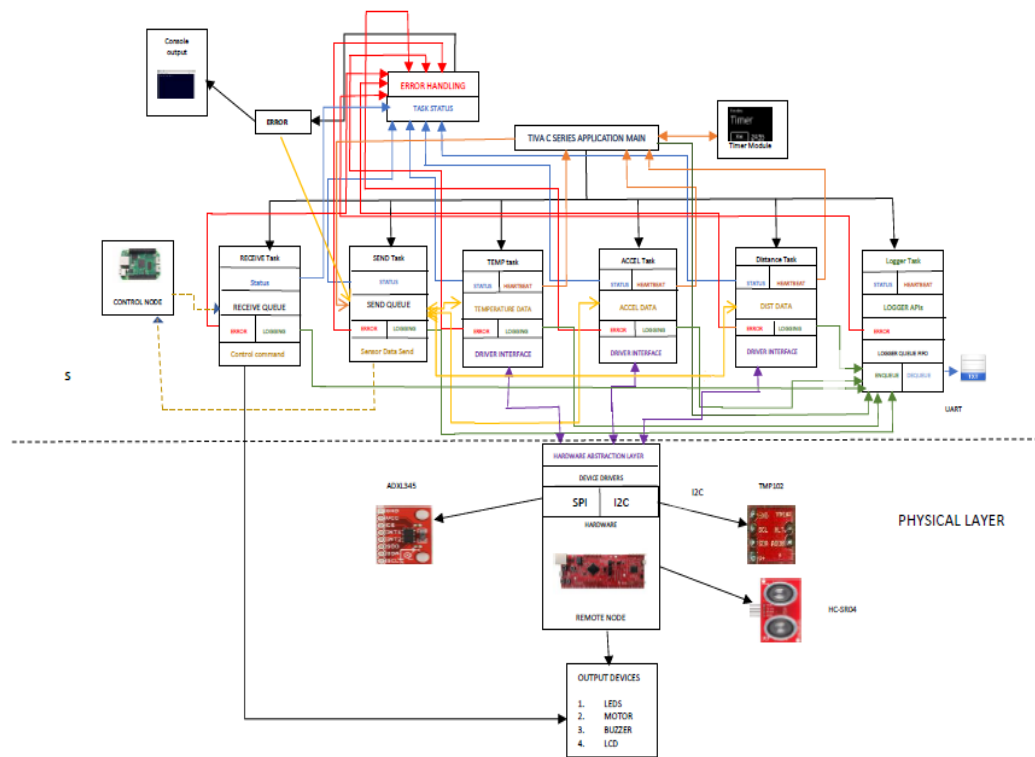 Console
output
ERROR HANDLING
TASK STATUS
ERROR
TIVA C SERIES APPLICATION MAIN
Timer
Timer Module
CONTROL NODE
RECEIVE Task
Status
RECEIVE QUEUE
ERROR
LOGGING
Control command
SEND Task
STATUS
SEND QUEUE
ERROR
LOGGING
Sensor Data Send
TEMP task
STATUS
HEARTBEAT
TEMPERATURE DATA
ERROR
LOGGING
DRIVER INTERFACE
ACCEL Task
STATUS
HEARTBEAT
ACCEL DATA
ERROR
LOGGING
DRIVER INTERFACE
Distance Task
STATUS
HEARTBEAT
DIST DATA
ERROR
LOGGING
DRIVER INTERFACE
Logger Task
STATUS
HEARTBEAT
LOGGER APIs
ERROR
LOGGER QUEUE FIFO
ENQUEUE
DEQUEUE
UART
S
HARDWARE ABSTRACTION LAYER
DEVICE DRIVERS
SPI
I2C
HARDWARE
REMOTE NODE
ADXL345
I2C
TMP102
PHYSICAL LAYER
HC-SR04
OUTPUT DEVICES
1. LEDS
2. MOTOR
3. BUZZER
4. LCD